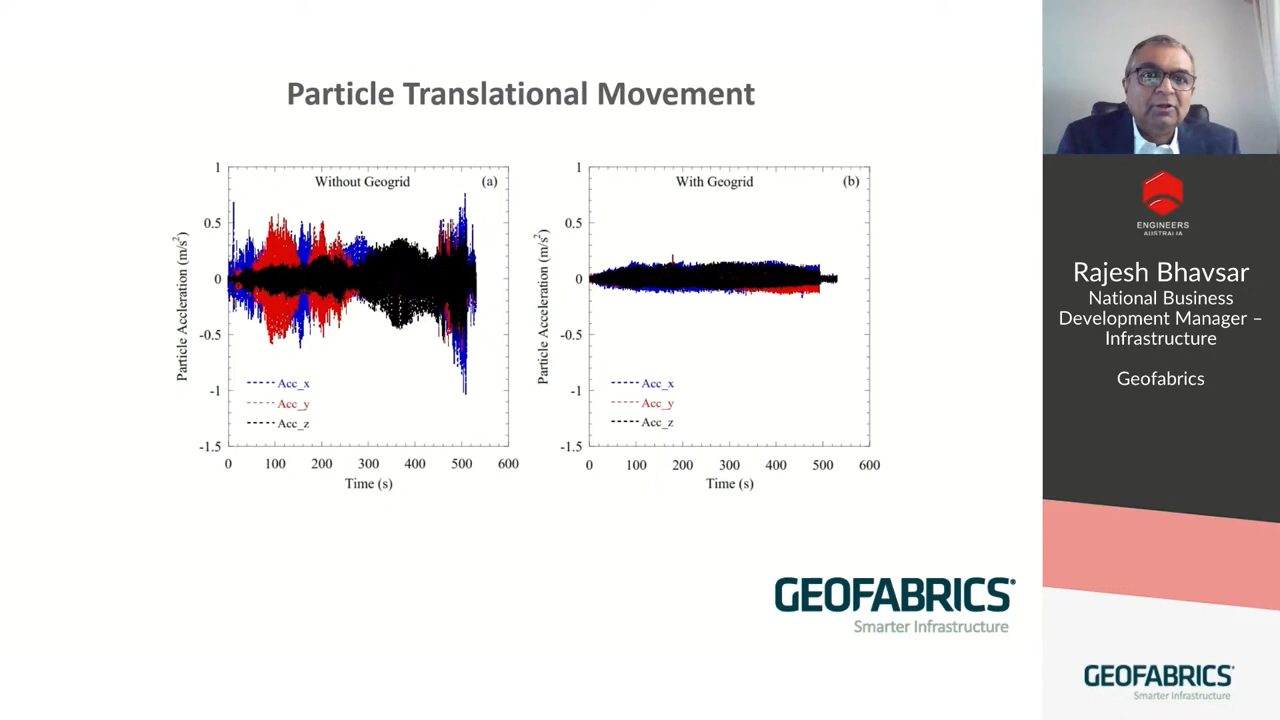 Particle Translational Movement
1
0.5
0
-0.5
-1
-1.5
Particle Accleration (m/s²)
Without Geogrid
(a)
Acc_x
Acc_y
Acc_z
0 100 200 300 400 500 600
Time (s)
1
0.5
0
-0.5
-1
-1.5
Particle Acceleration (m/s²)
With Geogrid
(b)
Acc_x
Acc_y
Acc_z
0 100 200 300 400 500 600
Time (s)
GEOFABRICS®
Smarter Infrastructure
ENGINEERS
AUSTRALIA
Rajesh Bhavsar
National Business
Development Manager –
Infrastructure
Geofabrics
GEOFABRICS®
Smarter Infrastructure